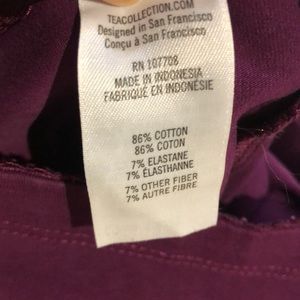 TEACOLLECTION.COM
Designed in San Francisco
Conçu à San Francisco
RN 107708
MADE IN INDONESIA
FABRIQUÉ EN INDONÉSIE
86% COTTON
86% COTON
7% ELASTANE
7% ÉLASTHANNE
7% OTHER FIBER
7% AUTRE FIBRE